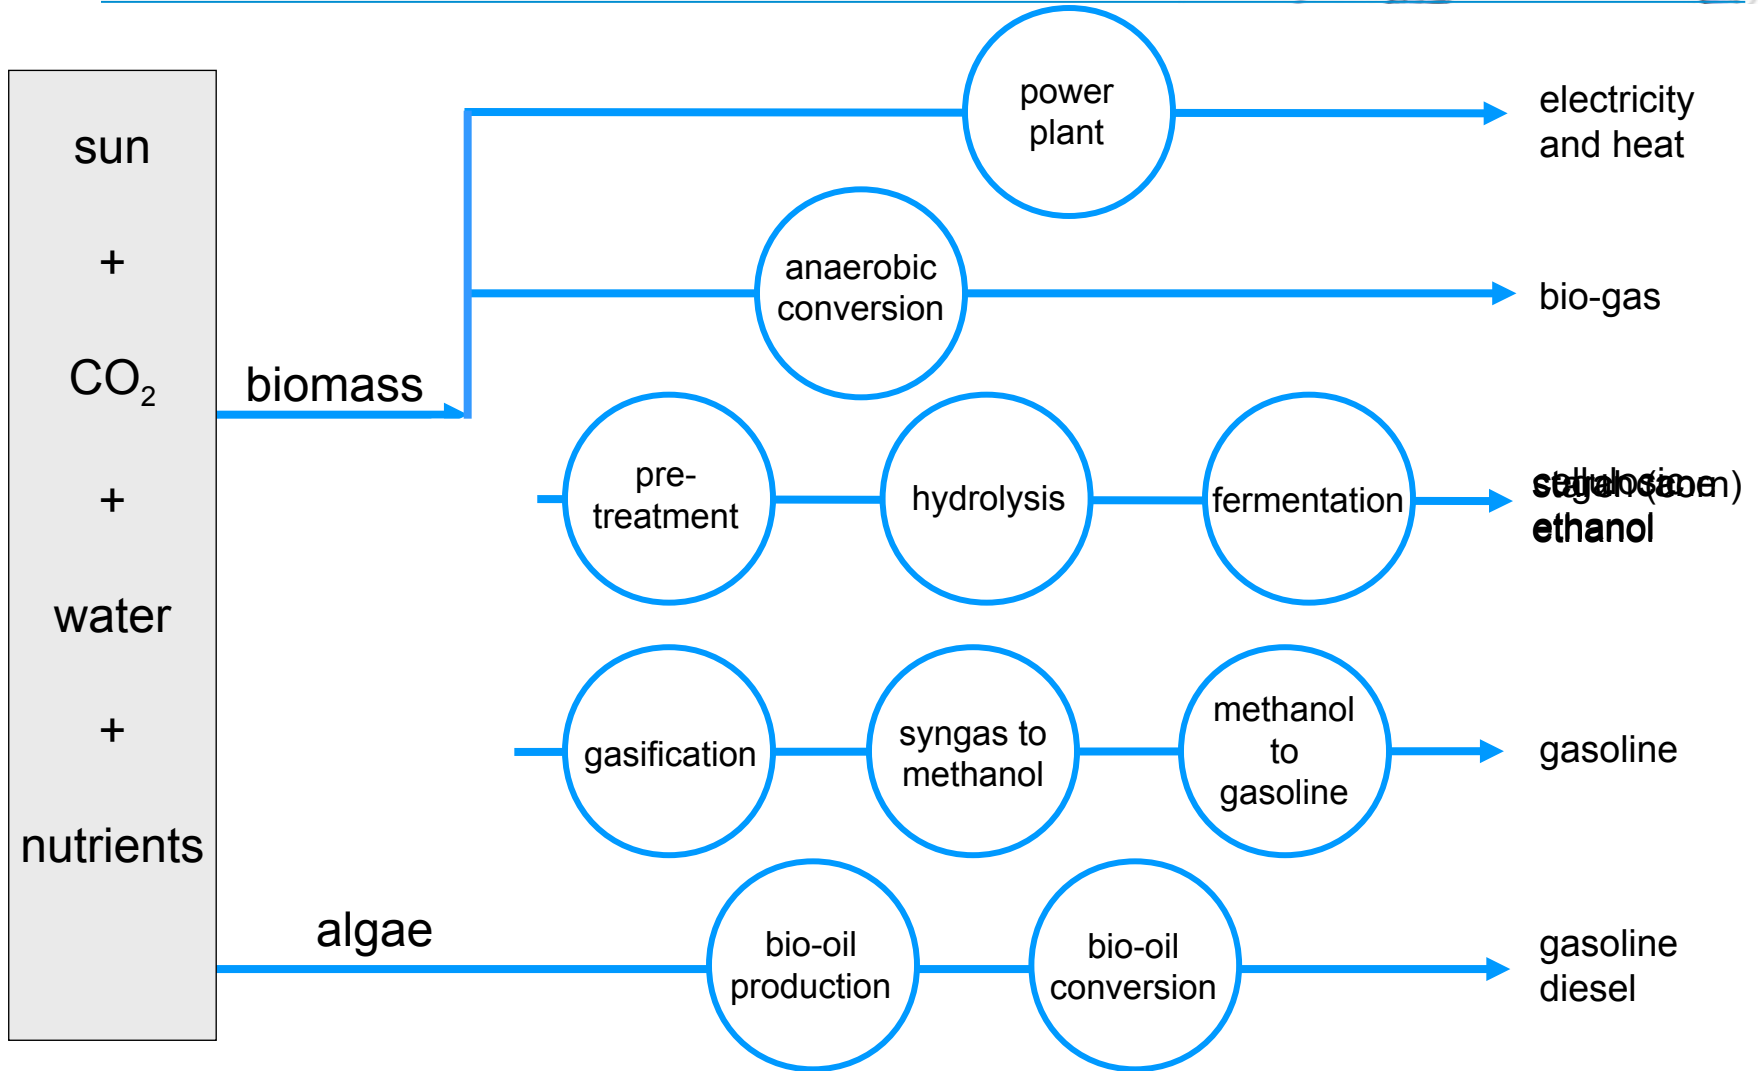 sun
+
CO₂
+
water
+
nutrients
biomass
algae
power
plant
electricity
and heat
anaerobic
conversion
bio-gas
pre-
treatment
hydrolysis
fermentation
ethanol
gasification
syngas to
methanol
methanol
to
gasoline
gasoline
bio-oil
production
bio-oil
conversion
gasoline
diesel